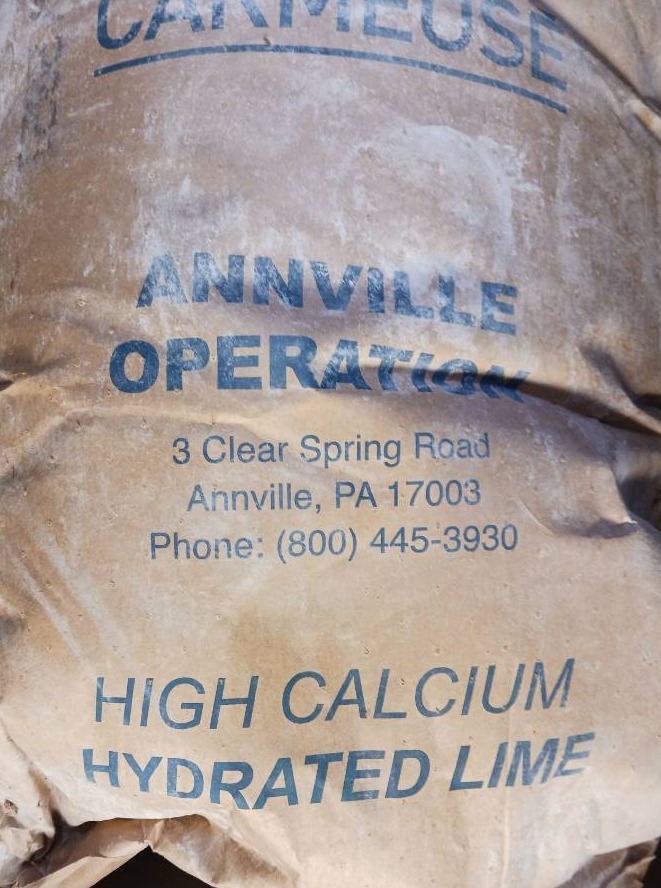 CARMEUSE
ANNVILLE
OPERATION
3 Clear Spring Road
Annville, PA 17003
Phone: (800) 445-3930
HIGH CALCIUM
HYDRATED LIME